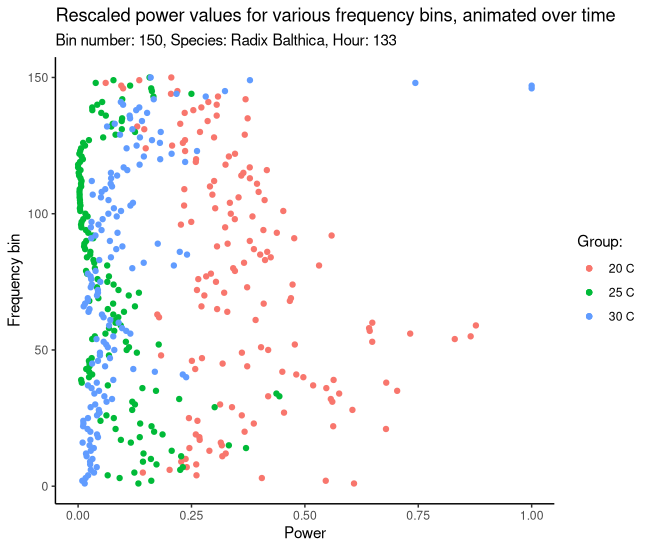 Rescaled power values for various frequency bins, animated over time
Bin number: 150, Species: Radix Balthica, Hour: 133
Frequency bin
150
100
50
0
0.00 0.25 0.50 0.75 1.00
Power
Group:
20 C
25 C
30 C